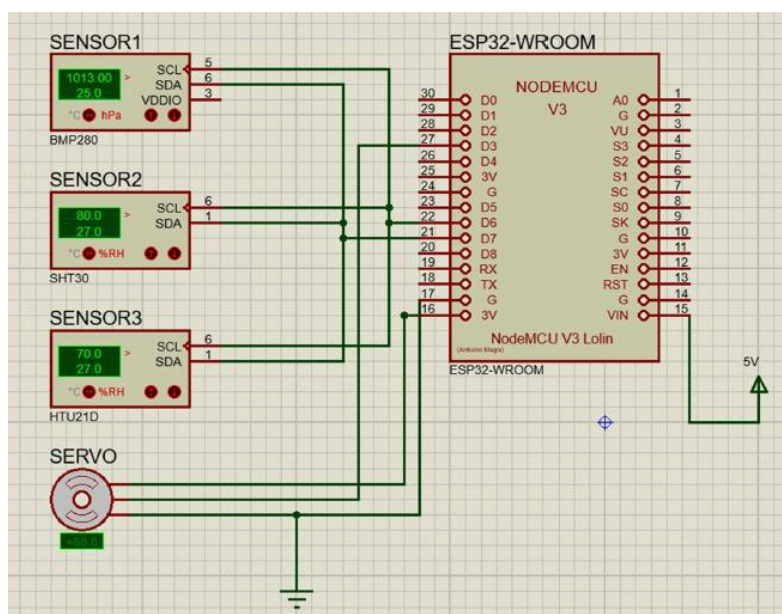 SENSOR1
1013.00
25.0
°C hPa
SCL 5
SDA 6
VDDIO 3
BMP280
SENSOR2
80.0
27.0
°C %RH
SCL 6
SDA 1
SHT30
SENSOR3
70.0
27.0
°C %RH
SCL 6
SDA 1
HTU21D
SERVO
ESP32-WROOM
NODEMCU
V3
30 D0 A0 1
29 D1 G 2
28 D2 VU 3
27 D3 S3 4
26 D4 S2 5
25 3V S1 6
24 G SC 7
23 D5 S0 8
22 D6 SK 9
21 D7 G 10
20 D8 3V 11
19 RX EN 12
18 TX RST 13
17 G G 14
16 3V VIN 15
NodeMCU V3 Lolin
(Arduino Magix)
ESP32-WROOM
5V